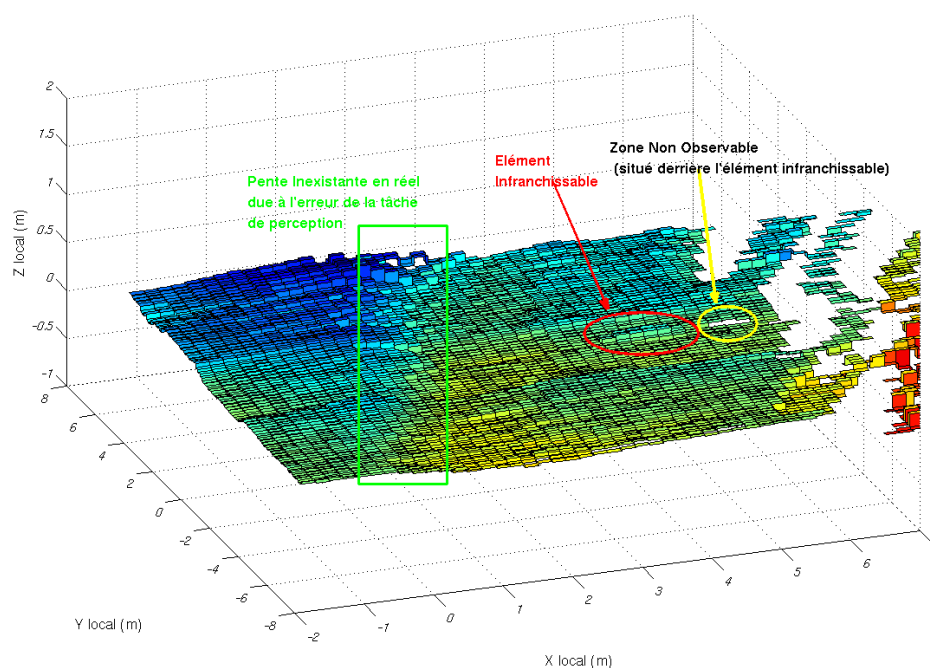 2
1.5
1
0.5
0
-0.5
-1
Z local (m)
Pente Inexistante en réel
due à l'erreur de la tâche
de perception
Elément
Infranchissable
Zone Non Observable
(situé derrière l'élément infranchissable)
8
6
4
2
0
-2
-4
-6
-8
Y local (m)
-2
-1
0
1
2
3
4
5
6
X local (m)